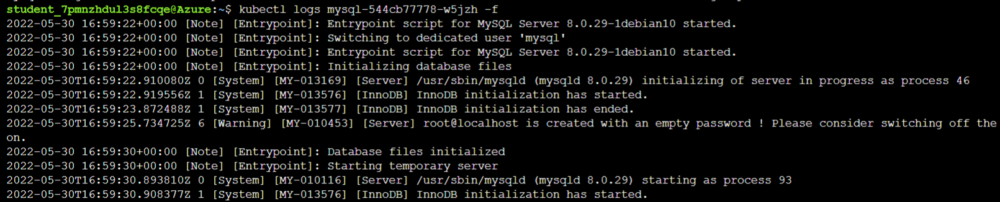 student_7pmnzhdul3s8fcqe@Azure:~$ kubectl logs mysql-544cb77778-w5jzh -f
2022-05-30 16:59:22+00:00 [Note] [Entrypoint]: Entrypoint script for MySQL Server 8.0.29-1debian10 started.
2022-05-30 16:59:22+00:00 [Note] [Entrypoint]: Switching to dedicated user 'mysql'
2022-05-30 16:59:22+00:00 [Note] [Entrypoint]: Entrypoint script for MySQL Server 8.0.29-1debian10 started.
2022-05-30 16:59:22+00:00 [Note] [Entrypoint]: Initializing database files
2022-05-30T16:59:22.910080Z 0 [System] [MY-013169] [Server] /usr/sbin/mysqld (mysqld 8.0.29) initializing of server in progress as process 46
2022-05-30T16:59:22.919556Z 1 [System] [MY-013576] [InnoDB] InnoDB initialization has started.
2022-05-30T16:59:23.872488Z 1 [System] [MY-013577] [InnoDB] InnoDB initialization has ended.
2022-05-30T16:59:25.734725Z 6 [Warning] [MY-010453] [Server] root@localhost is created with an empty password ! Please consider switching off the
on.
2022-05-30 16:59:30+00:00 [Note] [Entrypoint]: Database files initialized
2022-05-30 16:59:30+00:00 [Note] [Entrypoint]: Starting temporary server
2022-05-30T16:59:30.893810Z 0 [System] [MY-010116] [Server] /usr/sbin/mysqld (mysqld 8.0.29) starting as process 93
2022-05-30T16:59:30.908377Z 1 [System] [MY-013576] [InnoDB] InnoDB initialization has started.